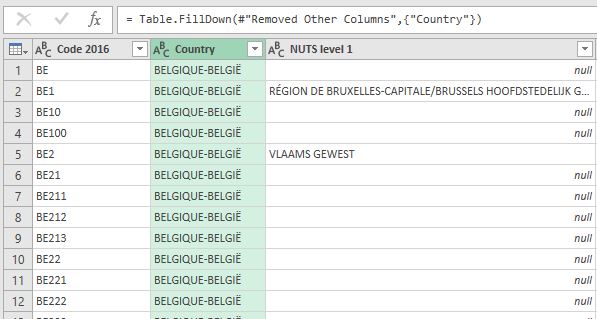 fx = Table.FillDown(#"Removed Other Columns",{"Country"})
ABC Code 2016 ABC Country ABC NUTS level 1
1 BE BELGIQUE-BELGIË null
2 BE1 BELGIQUE-BELGIË RÉGION DE BRUXELLES-CAPITALE/BRUSSELS HOOFDSTEDELIJK G...
3 BE10 BELGIQUE-BELGIË null
4 BE100 BELGIQUE-BELGIË null
5 BE2 BELGIQUE-BELGIË VLAAMS GEWEST
6 BE21 BELGIQUE-BELGIË null
7 BE211 BELGIQUE-BELGIË null
8 BE212 BELGIQUE-BELGIË null
9 BE213 BELGIQUE-BELGIË null
10 BE22 BELGIQUE-BELGIË null
11 BE221 BELGIQUE-BELGIË null
12 BE222 BELGIQUE-BELGIË null